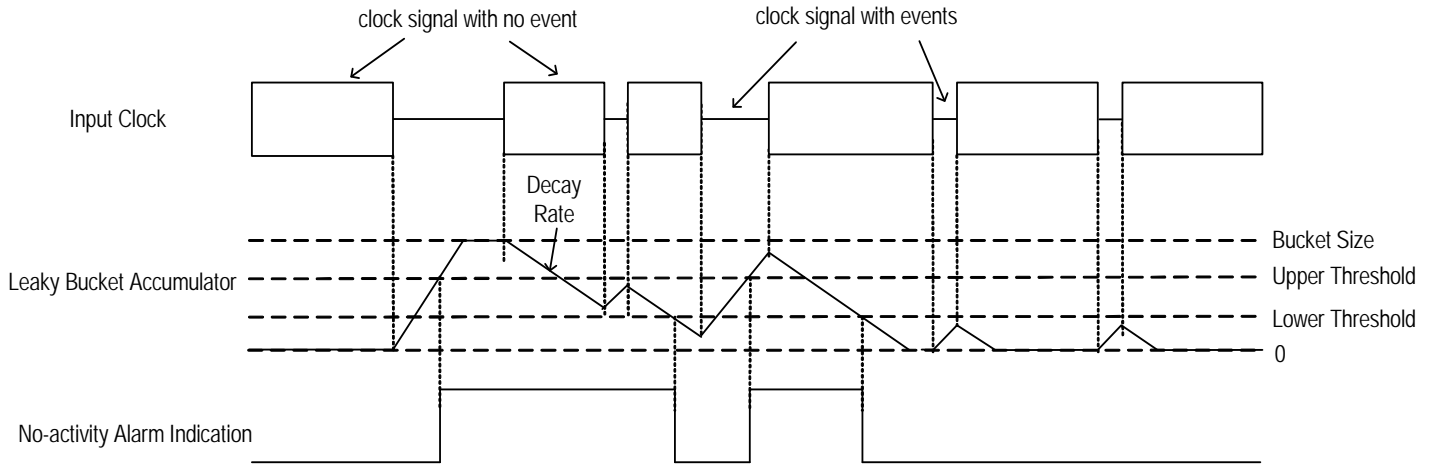 clock signal with no event
clock signal with events
Input Clock
Decay
Rate
Bucket Size
Leaky Bucket Accumulator
Upper Threshold
Lower Threshold
0
No-activity Alarm Indication